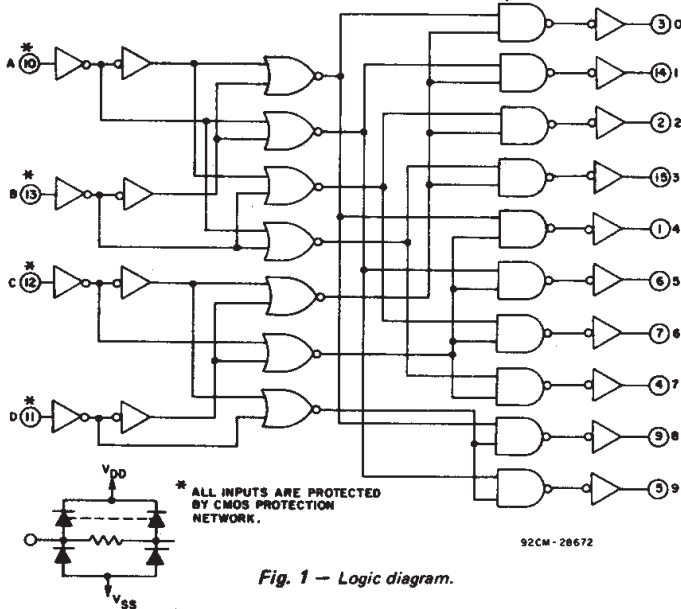 *
A 10
*
B 13
*
C 12
*
D 11
3 0
14 1
2 2
15 3
1 4
6 5
7 6
4 7
9 8
5 9
VDD
VSS
* ALL INPUTS ARE PROTECTED
BY CMOS PROTECTION
NETWORK.
92CM-28672
Fig. 1 — Logic diagram.